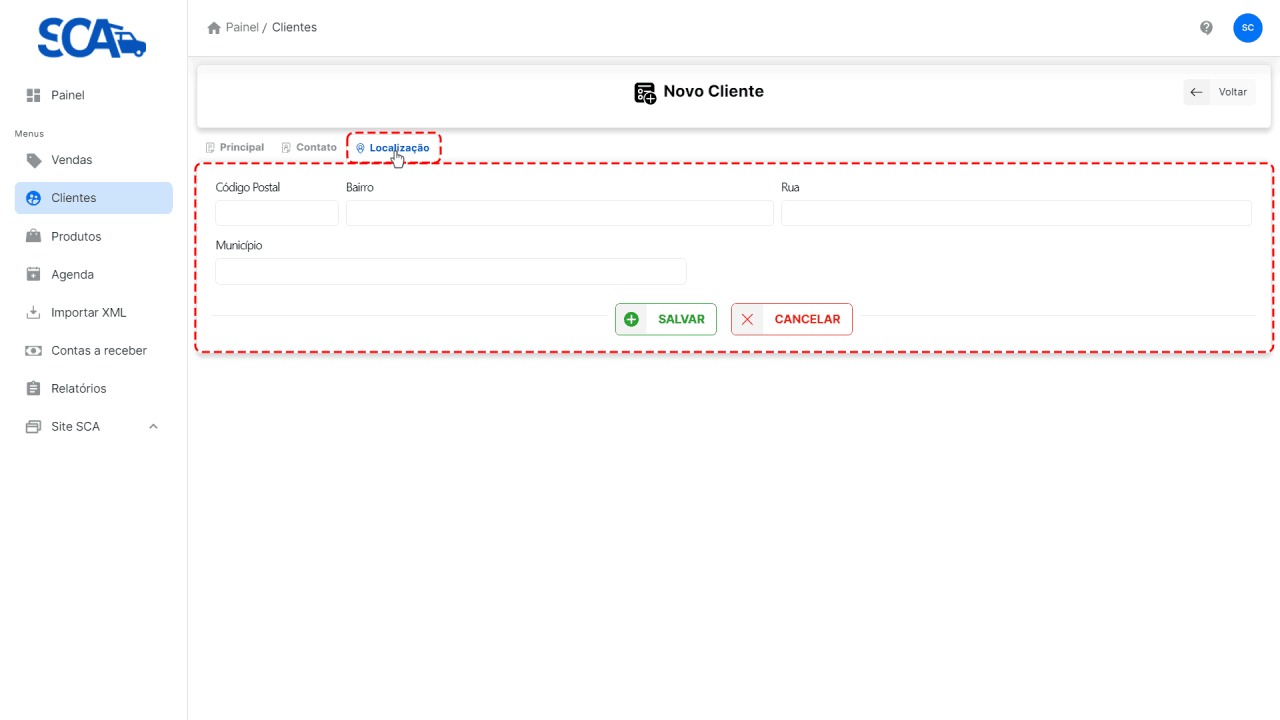 SCA
Painel / Clientes
SC
Painel
Novo Cliente
Voltar
Menus
Principal
Contato
Localização
Vendas
Clientes
Código Postal
Bairro
Rua
Produtos
Município
Agenda
Importar XML
SALVAR
CANCELAR
Contas a receber
Relatórios
Site SCA